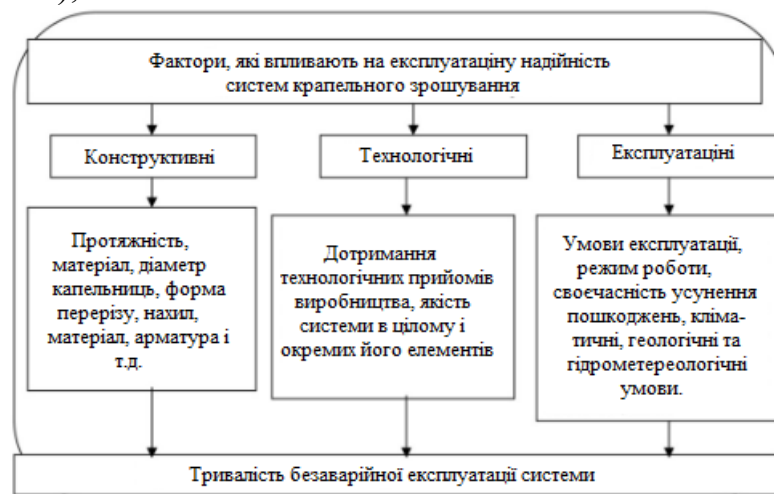 Фактори, які впливають на експлуатаціну надійність
систем крапельного зрошування
Конструктивні
Технологічні
Експлуатаціні
Протяжність,
матеріал, діаметр
капельниць, форма
перерізу, нахил,
матеріал, арматура і
т.д.
Дотримання
технологічних прийомів
виробництва, якість
системи в цілому і
окремих його елементів
Умови експлуатації,
режим роботи,
своєчасність усунення
пошкоджень, кліма-
тичні, геологічні та
гідрометереологічні
умови.
Тривалість безаварійної експлуатації системи